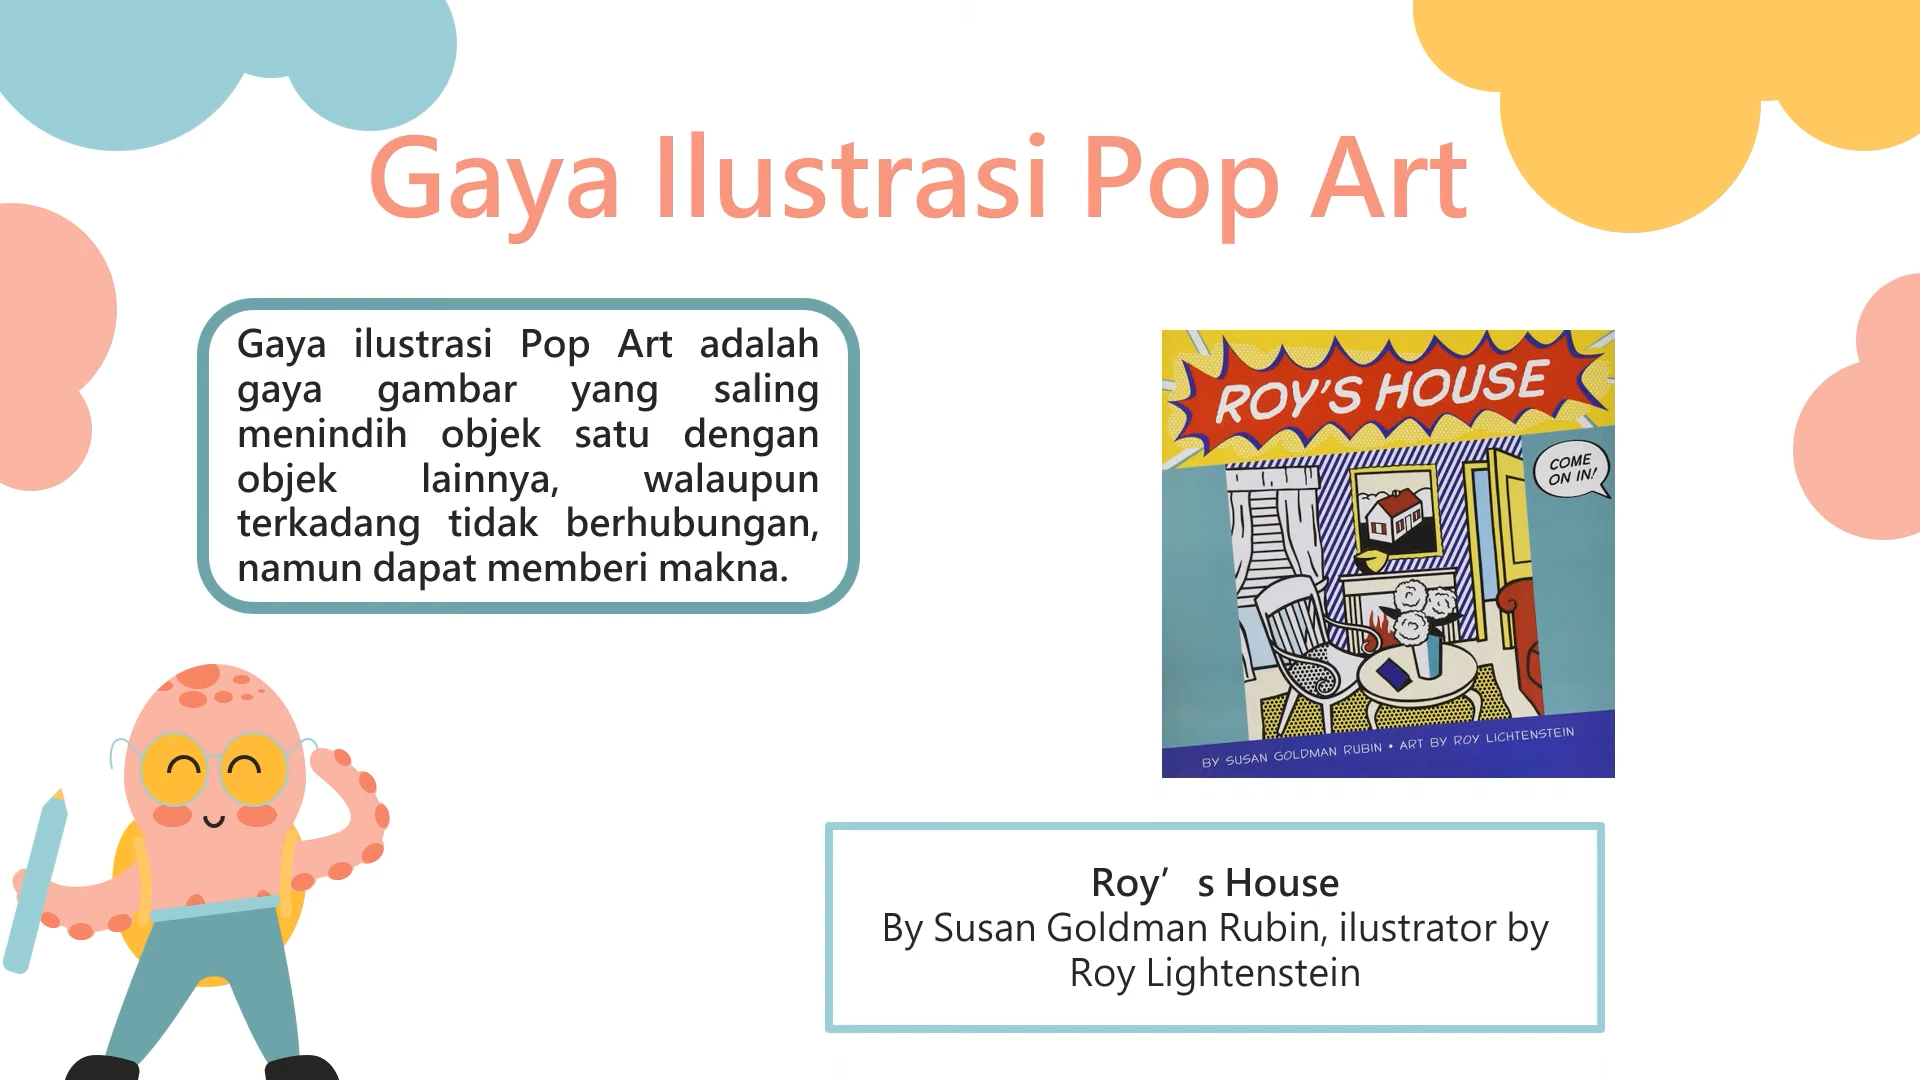 Gaya Ilustrasi Pop Art
Gaya ilustrasi Pop Art adalah
gaya gambar yang saling
menindih objek satu dengan
objek lainnya, walaupun
terkadang tidak berhubungan,
namun dapat memberi makna.
ROY'S HOUSE
COME
ON IN!
BY SUSAN GOLDMAN RUBIN • ART BY ROY LICHTENSTEIN
Roy’s House
By Susan Goldman Rubin, ilustrator by
Roy Lightenstein